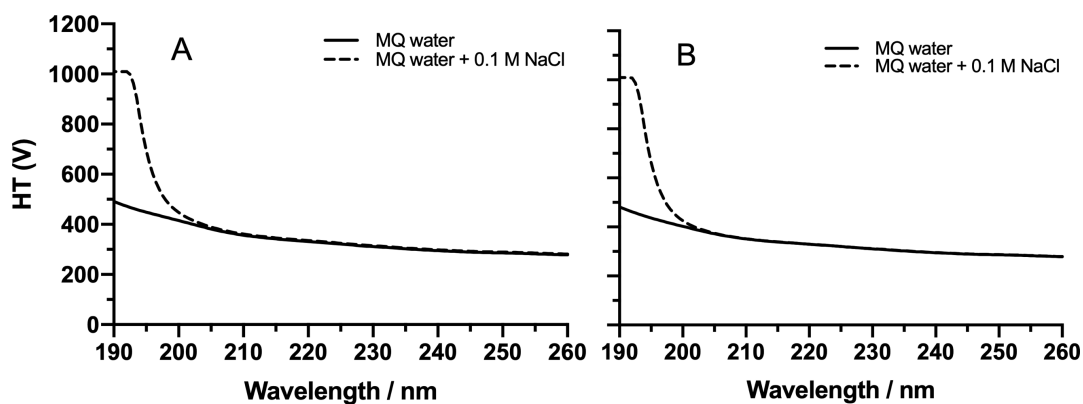 A
MQ water
MQ water + 0.1 M NaCl
HT (V)
1200
1000
800
600
400
200
0
190 200 210 220 230 240 250 260
Wavelength / nm
B
MQ water
MQ water + 0.1 M NaCl
190 200 210 220 230 240 250 260
Wavelength / nm